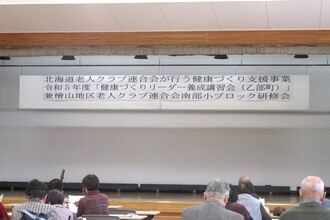 北海道老人クラブ連合会が行う健康づくり支援事業
令和5年度「健康づくりリーダー養成講習会(乙部町)」
兼檜山地区老人クラブ連合会南部小ブロック研修会